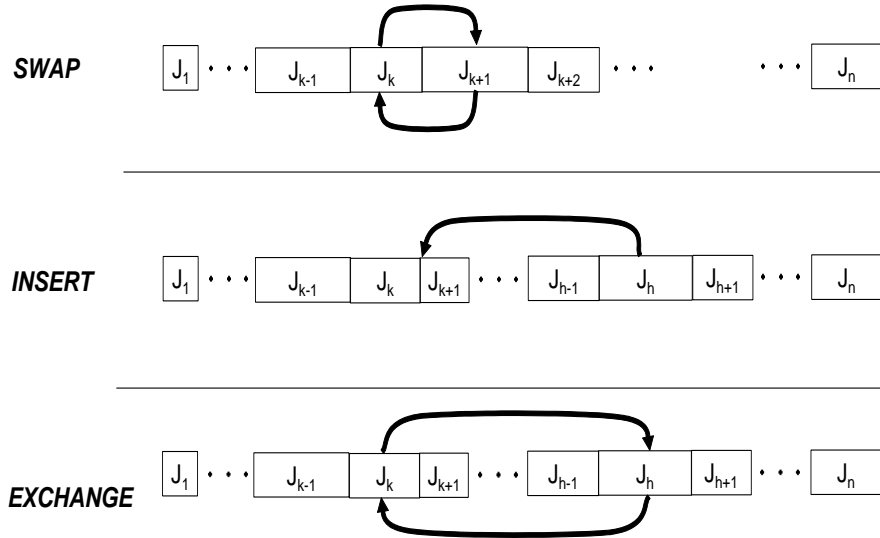 SWAP J₁ · · · Jₖ₋₁ Jₖ Jₖ₊₁ Jₖ₊₂ · · · · · · Jₙ
INSERT J₁ · · · Jₖ₋₁ Jₖ Jₖ₊₁ · · · Jₕ₋₁ Jₕ Jₕ₊₁ · · · Jₙ
EXCHANGE J₁ · · · Jₖ₋₁ Jₖ Jₖ₊₁ · · · Jₕ₋₁ Jₕ Jₕ₊₁ · · · Jₙ